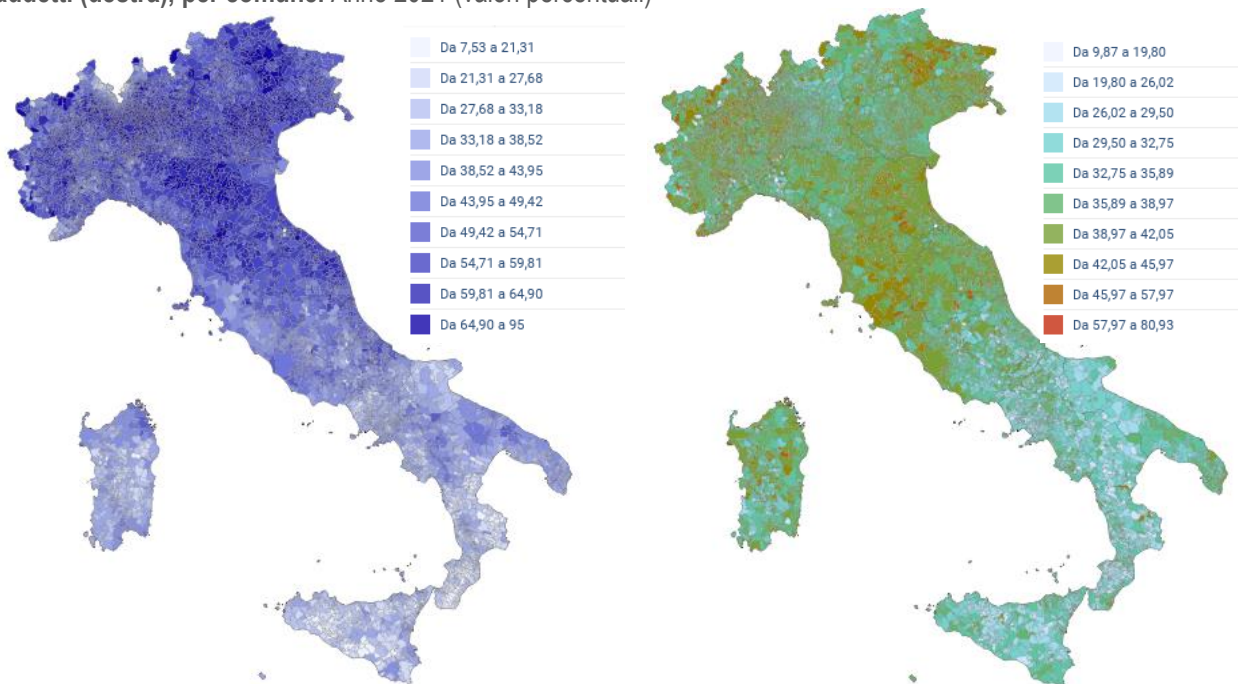 (destra), per comune. Anno 2021 (valori percentuali)
Da 7,53 a 21,31
Da 21,31 a 27,68
Da 27,68 a 33,18
Da 33,18 a 38,52
Da 38,52 a 43,95
Da 43,95 a 49,42
Da 49,42 a 54,71
Da 54,71 a 59,81
Da 59,81 a 64,90
Da 64,90 a 95
Da 9,87 a 19,80
Da 19,80 a 26,02
Da 26,02 a 29,50
Da 29,50 a 32,75
Da 32,75 a 35,89
Da 35,89 a 38,97
Da 38,97 a 42,05
Da 42,05 a 45,97
Da 45,97 a 57,97
Da 57,97 a 80,93